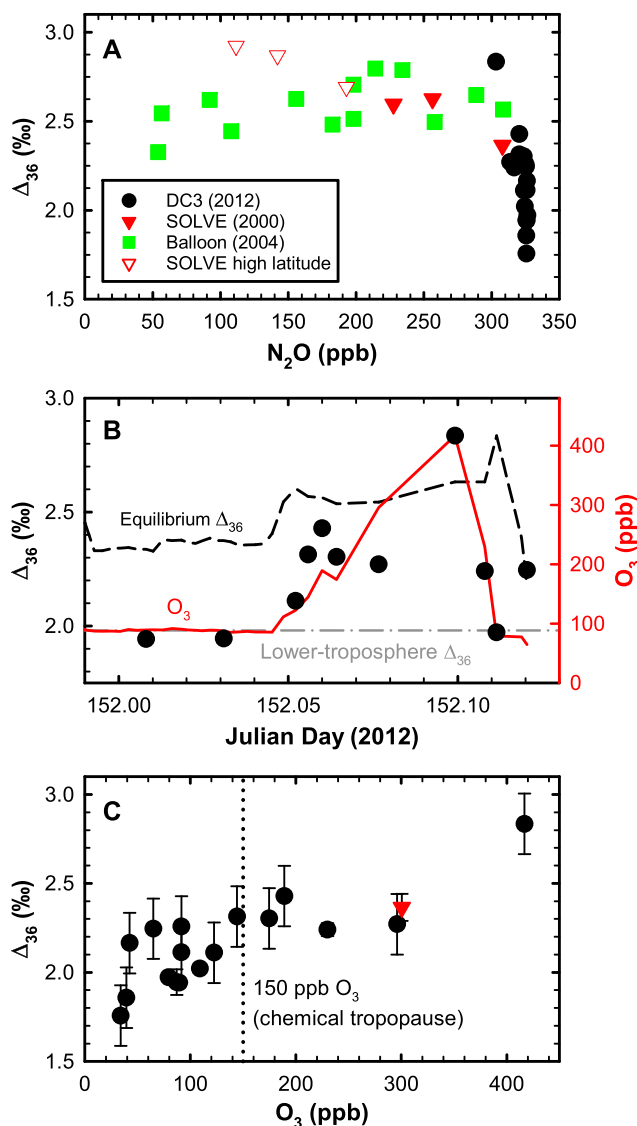 A
3.0
2.5
2.0
1.5
Δ36 (‰)
DC3 (2012)
SOLVE (2000)
Balloon (2004)
SOLVE high latitude
0 50 100 150 200 250 300 350
N2O (ppb)
B
3.0
2.5
2.0
Δ36 (‰)
400
300
200
100
0
O3 (ppb)
Equilibrium Δ36
O3
Lower-troposphere Δ36
152.00 152.05 152.10
Julian Day (2012)
C
3.0
2.5
2.0
1.5
Δ36 (‰)
150 ppb O3
(chemical tropopause)
0 100 200 300 400
O3 (ppb)